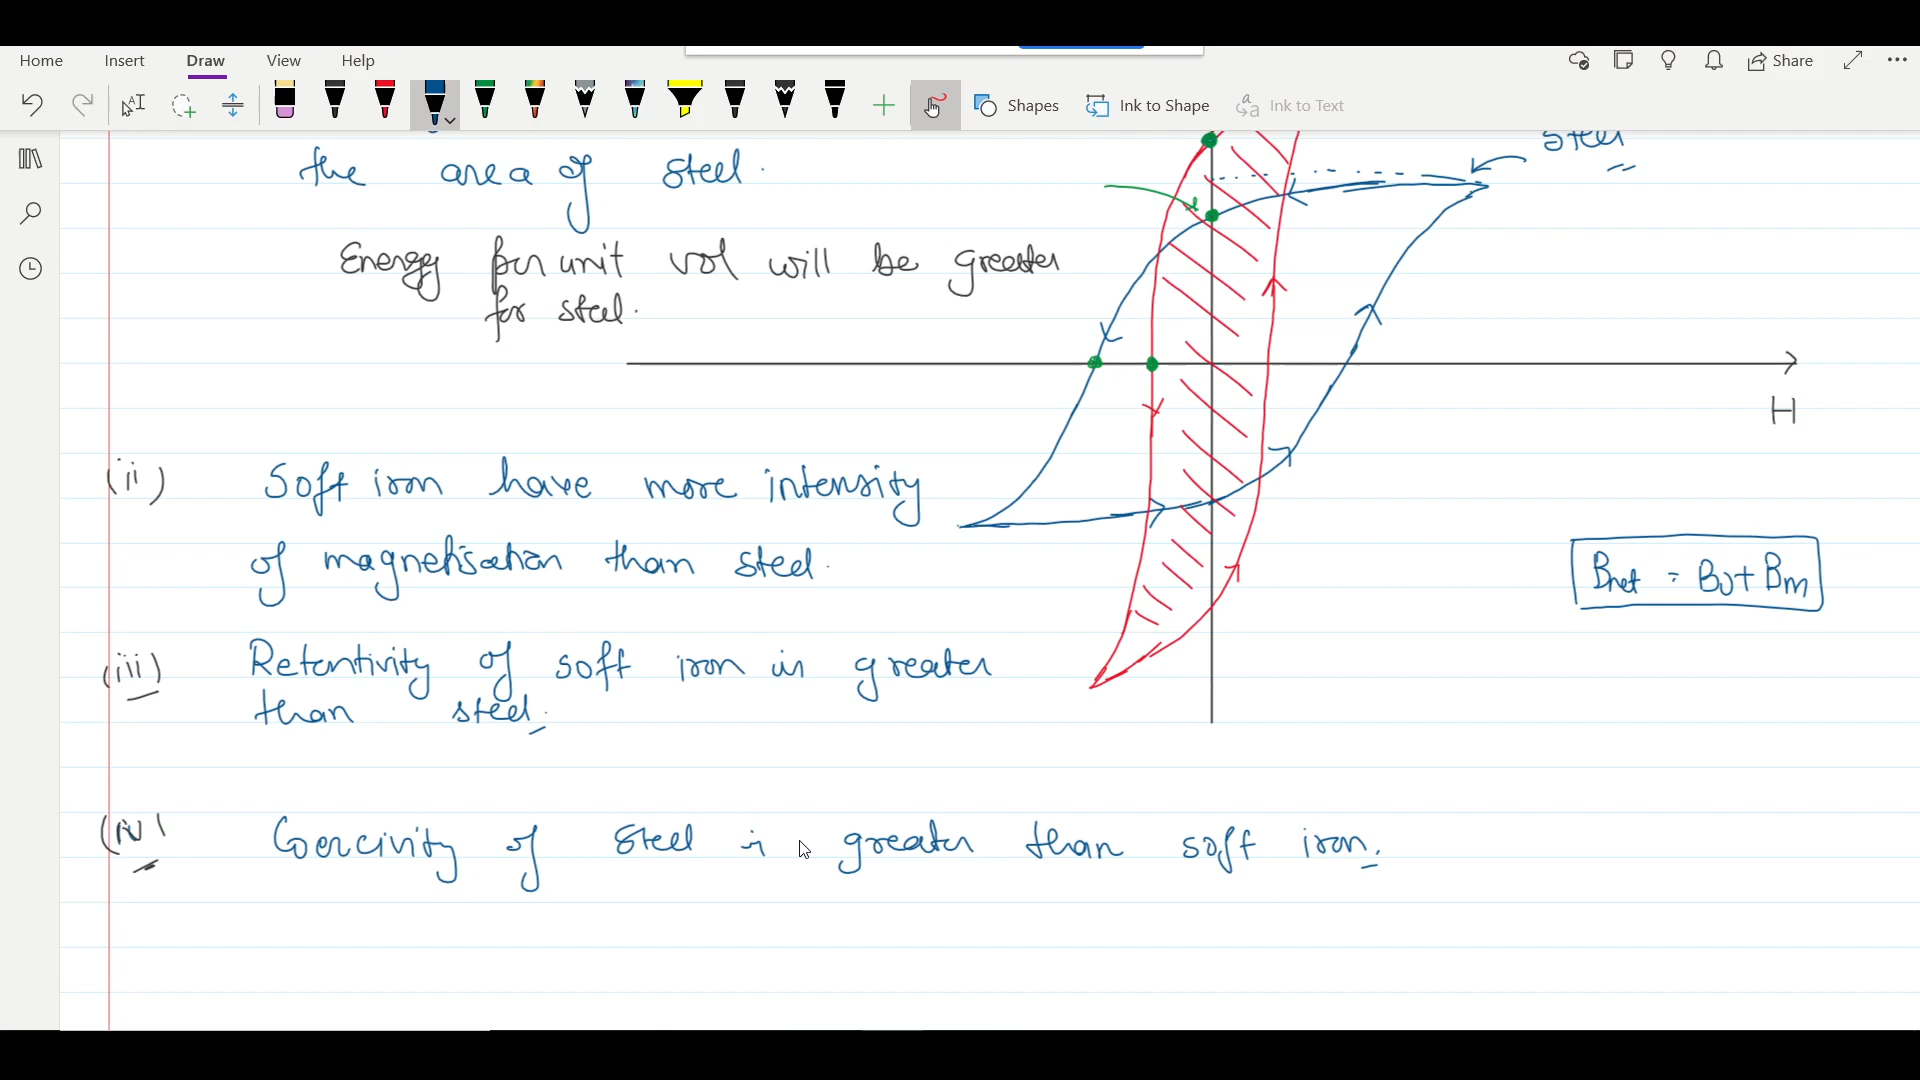 Home Insert Draw View Help
Share
Shapes Ink to Shape Ink to Text
steel
the area of steel.
Energy per unit vol will be greater
for steel.
H
(ii) Soft iron have more intensity
of magnetisation than steel.
Bnet = B0 + Bm
(iii) Retentivity of soft iron is greater
than steel.
(iv) Coercivity of steel is greater than soft iron.